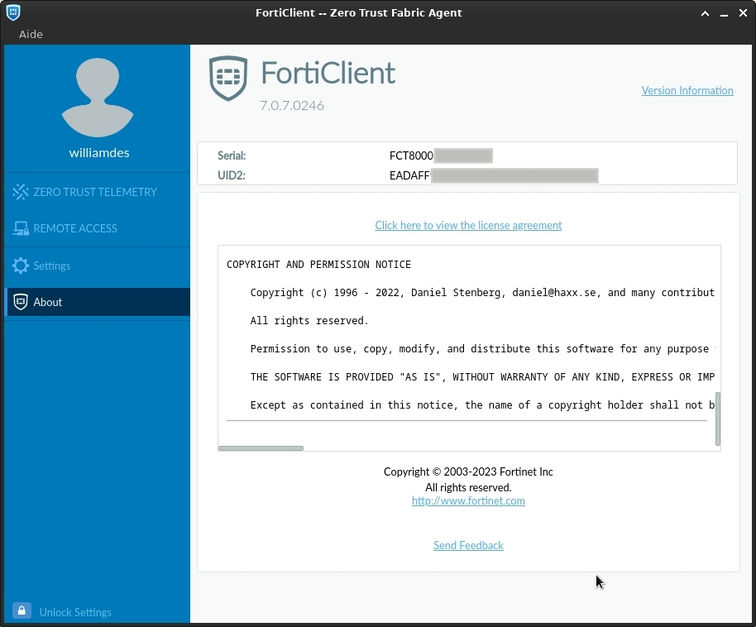 FortiClient -- Zero Trust Fabric Agent
Aide
williamdes
ZERO TRUST TELEMETRY
REMOTE ACCESS
Settings
About
Unlock Settings
FortiClient
7.0.7.0246
Version Information
Serial: FCT8000
UID2: EADAFF
Click here to view the license agreement
COPYRIGHT AND PERMISSION NOTICE
Copyright (c) 1996 - 2022, Daniel Stenberg, daniel@haxx.se, and many contribut
All rights reserved.
Permission to use, copy, modify, and distribute this software for any purpose
THE SOFTWARE IS PROVIDED "AS IS", WITHOUT WARRANTY OF ANY KIND, EXPRESS OR IMP
Except as contained in this notice, the name of a copyright holder shall not b
Copyright © 2003-2023 Fortinet Inc
All rights reserved.
http://www.fortinet.com
Send Feedback